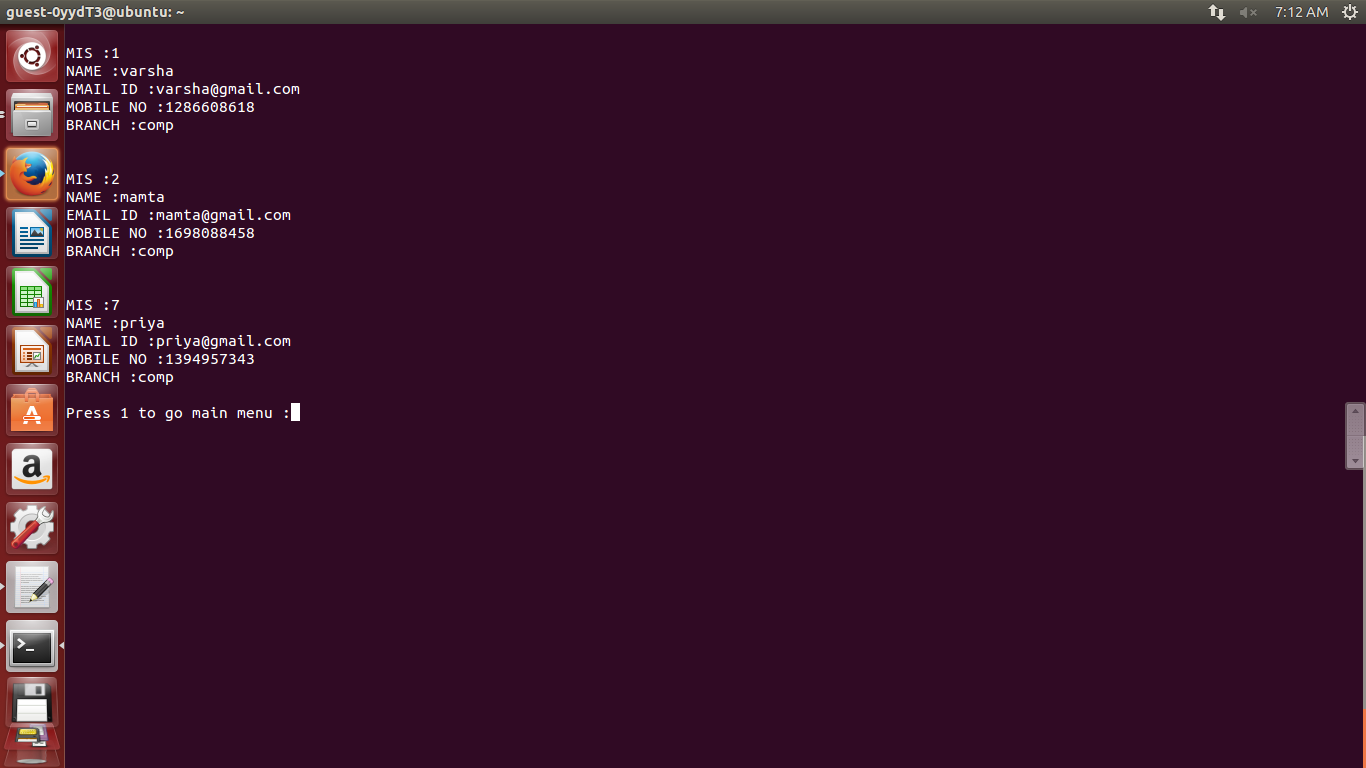 guest-0yydT3@ubuntu: ~
7:12 AM
MIS :1
NAME :varsha
EMAIL ID :varsha@gmail.com
MOBILE NO :1286608618
BRANCH :comp
MIS :2
NAME :mamta
EMAIL ID :mamta@gmail.com
MOBILE NO :1698088458
BRANCH :comp
MIS :7
NAME :priya
EMAIL ID :priya@gmail.com
MOBILE NO :1394957343
BRANCH :comp
Press 1 to go main menu :